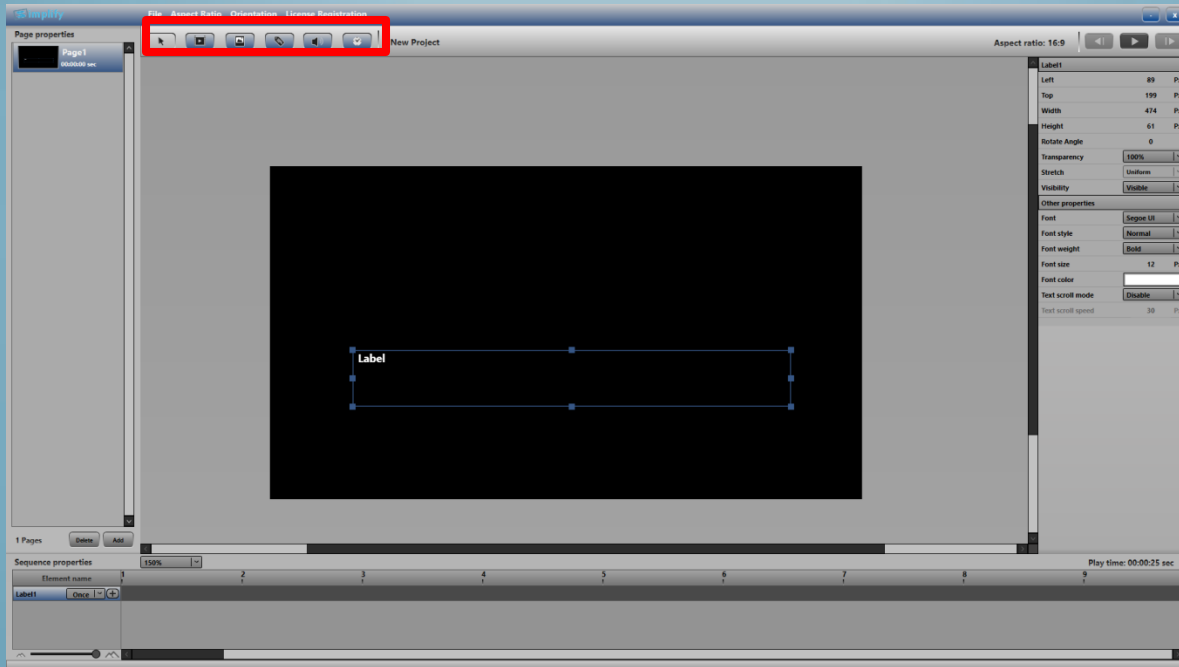 Simplify
File Aspect Ratio Orientation License Registration
Page properties
Page1
00:00:00 sec
New Project
Aspect ratio: 16:9
Label1
Left 89
Top 199
Width 474
Height 61
Rotate Angle 0
Transparency 100%
Stretch Uniform
Visibility Visible
Other properties
Font Segoe UI
Font style Normal
Font weight Bold
Font size 12
Font color
Text scroll mode Disable
Text scroll speed 30
Label
1 Pages Delete Add
Sequence properties 150% Play time: 00:00:25 sec
Element name 1 2 3 4 5 6 7 8 9
Label1 Once